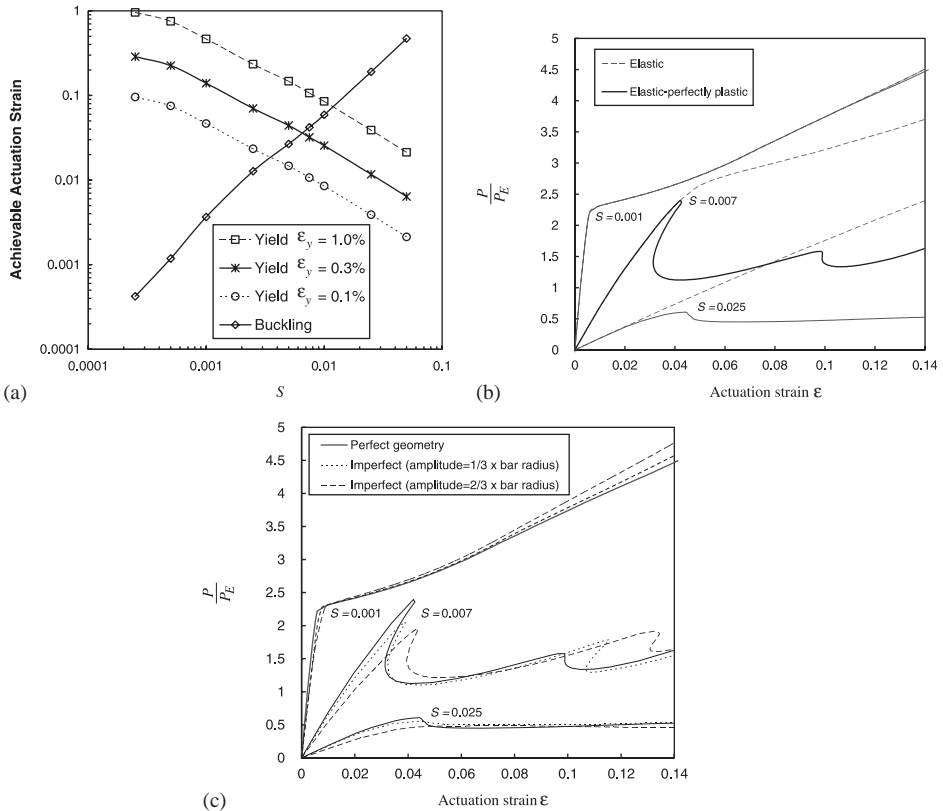 1
0.1
0.01
0.001
0.0001
Achievable Actuation Strain
Yield εy = 1.0%
Yield εy = 0.3%
Yield εy = 0.1%
Buckling
0.0001 0.001 0.01 0.1
(a) S
5
4.5
4
3.5
3
2.5
2
1.5
1
0.5
0
P
PE
Elastic
Elastic-perfectly plastic
S = 0.001
S = 0.007
S = 0.025
0 0.02 0.04 0.06 0.08 0.1 0.12 0.14
(b) Actuation strain ε
5
4.5
4
3.5
3
2.5
2
1.5
1
0.5
0
P
PE
Perfect geometry
Imperfect (amplitude=1/3 x bar radius)
Imperfect (amplitude=2/3 x bar radius)
S = 0.001
S = 0.007
S = 0.025
0 0.02 0.04 0.06 0.08 0.1 0.12 0.14
(c) Actuation strain ε